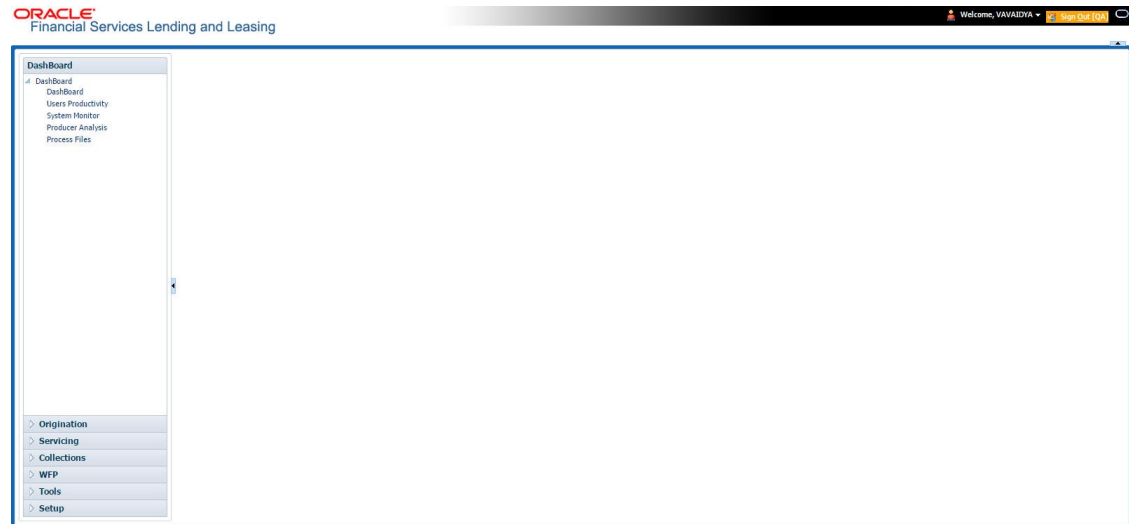 ORACLE
Financial Services Lending and Leasing
Welcome, VAVAIDYA
Sign Out [QA]
DashBoard
DashBoard
DashBoard
Users Productivity
System Monitor
Producer Analysis
Process Files
Origination
Servicing
Collections
WFP
Tools
Setup